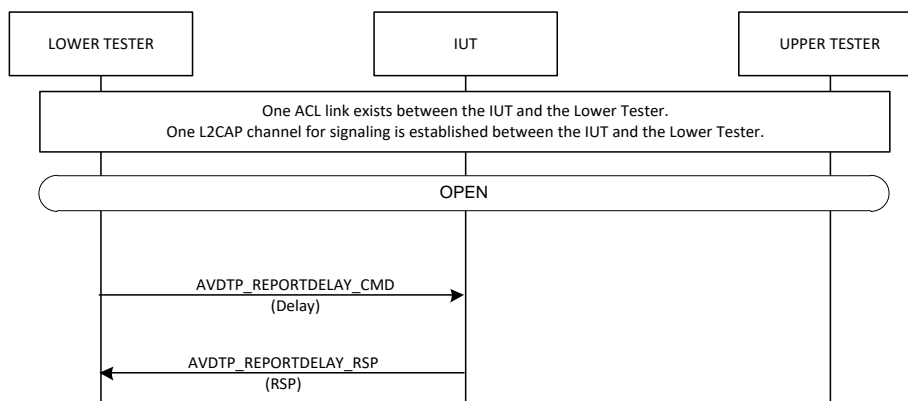 LOWER TESTER
IUT
UPPER TESTER
One ACL link exists between the IUT and the Lower Tester.
One L2CAP channel for signaling is established between the IUT and the Lower Tester.
OPEN
AVDTP_REPORTDELAY_CMD
(Delay)
AVDTP_REPORTDELAY_RSP
(RSP)